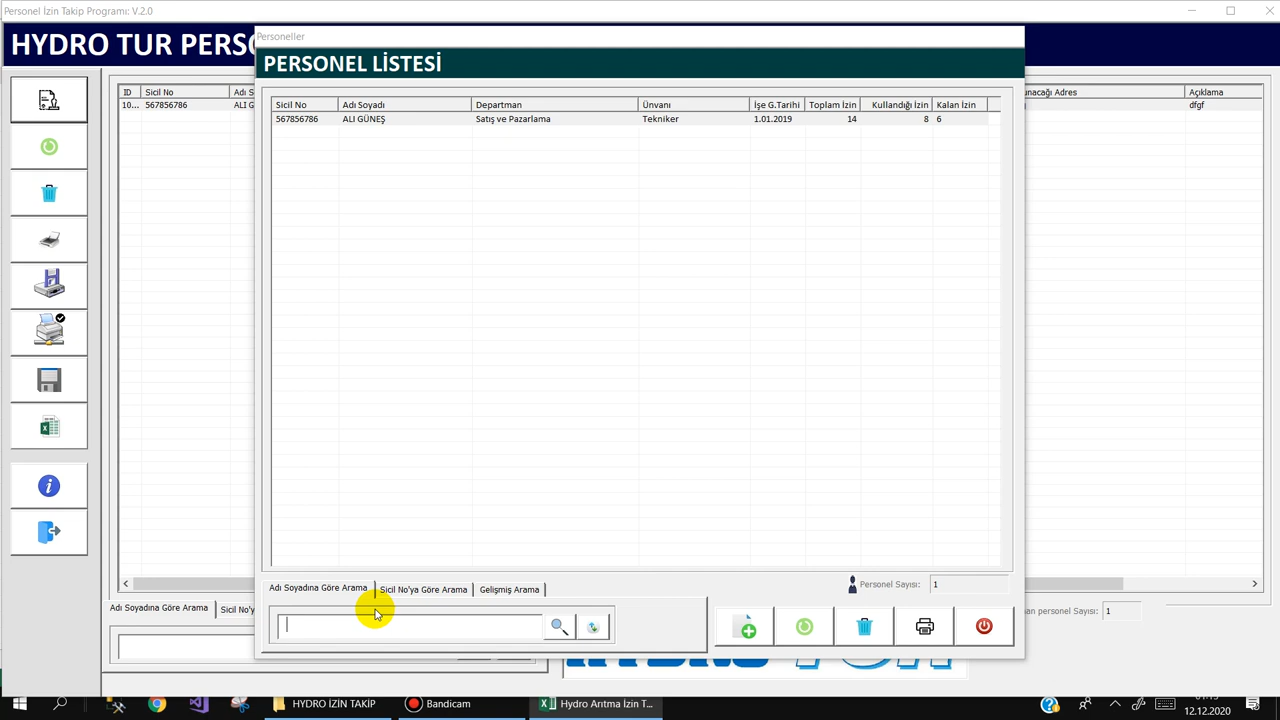 Personel İzin Takip Programı: V.2.0
HYDRO TUR PERSO
Personeller
PERSONEL LİSTESİ
ID Sicil No Adı S
unacağı Adres Açıklama
10... 567856786 ALI G
dfgf
Sicil No Adı Soyadı Departman Ünvanı İşe G.Tarihi Toplam İzin Kullandığı İzin Kalan İzin
567856786 ALI GÜNEŞ Satış ve Pazarlama Tekniker 1.01.2019 14 8 6
Adı Soyadına Göre Arama Sicil No'ya Göre Arama Gelişmiş Arama
Personel Sayısı: 1
Adı Soyadına Göre Arama Sicil No'y
san personel Sayısı: 1
HYDRO İZİN TAKİP
Bandicam
Hydro Arıtma İzin T...
12.12.2020